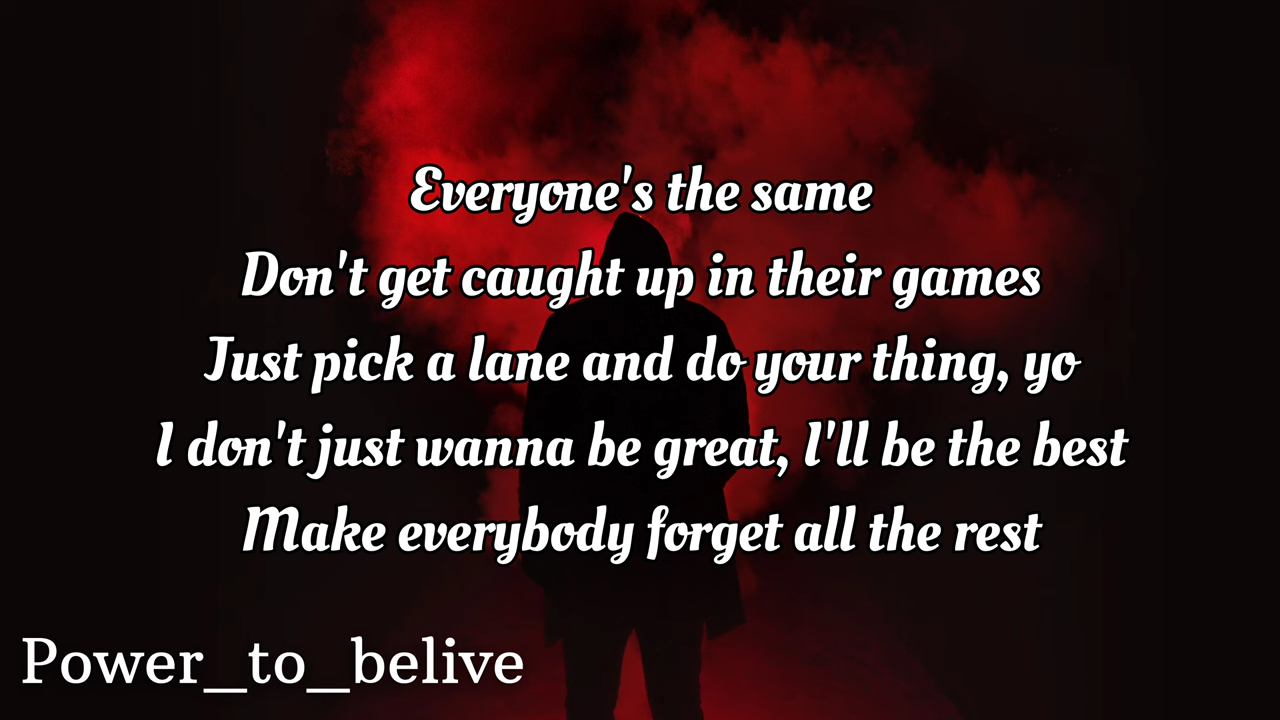 Everyone's the same
Don't get caught up in their games
Just pick a lane and do your thing, yo
I don't just wanna be great, I'll be the best
Make everybody forget all the rest
Power_to_belive